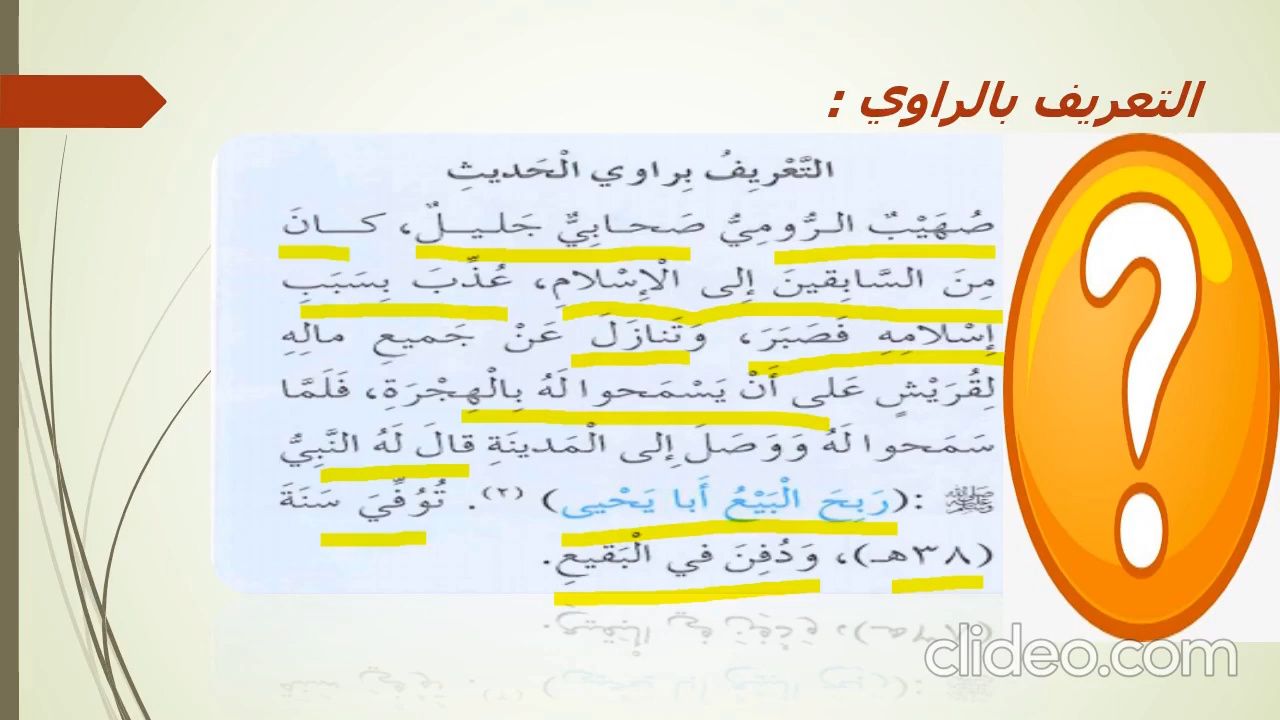 التعريف بالراوي :
التَّعْرِيفُ بِراوي الْحَديثِ
صُهَيْبٌ الرُّومِيُّ صَحابِيٌّ جَليلٌ، كانَ
مِنَ السَّابِقينَ إِلى الْإِسْلامِ، عُذِّبَ بِسَبَبِ
إِسْلامِهِ فَصَبَرَ، وَتَنازَلَ عَنْ جَميعِ مالِهِ
لِقُرَيْشٍ عَلى أَنْ يَسْمَحوا لَهُ بِالْهِجْرَةِ، فَلَمَّا
سَمَحوا لَهُ وَوَصَلَ إِلى الْمَدينَةِ قالَ لَهُ النَّبِيُّ
ﷺ :(رَبِحَ الْبَيْعُ أَبا يَحْيى) (٢) . تُوُفِّيَ سَنَةَ
(٣٨هـ)، وَدُفِنَ في الْبَقيعِ.
clideo.com